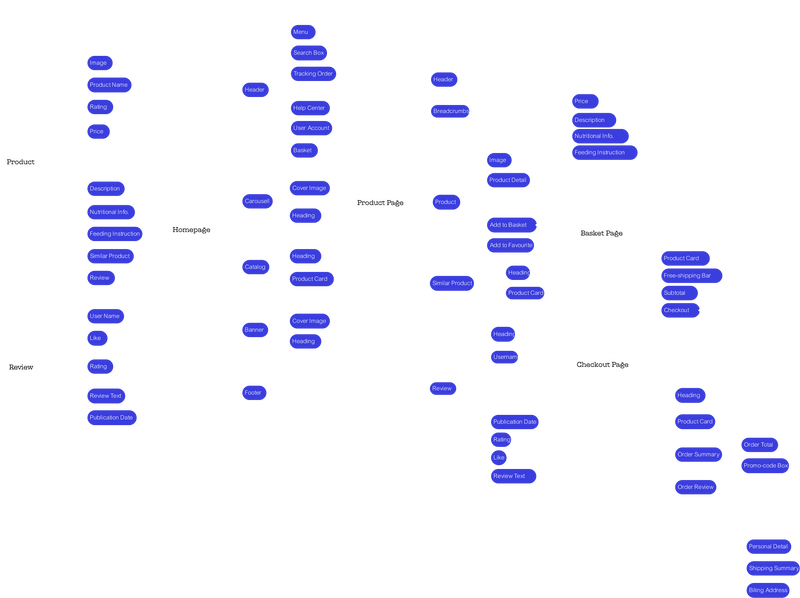 Product
Image
Product Name
Rating
Price
Description
Nutritional Info.
Feeding Instruction
Similar Product
Review
Review
User Name
Like
Rating
Review Text
Publication Date
Homepage
Header
Menu
Search Box
Tracking Order
Help Center
User Account
Basket
Carousell
Cover Image
Heading
Catalog
Heading
Product Card
Banner
Cover Image
Heading
Footer
Product Page
Header
Breadcrumbs
Product
Image
Product Detail
Price
Description
Nutritional Info.
Feeding Instruction
Add to Basket
Add to Favourite
Similar Product
Heading
Product Card
Review
Heading
Usernam
Publication Date
Rating
Like
Review Text
Basket Page
Product Card
Free-shipping Bar
Subtotal
Checkout
Checkout Page
Heading
Product Card
Order Summary
Order Total
Promo-code Box
Order Review
Personal Detail
Shipping Summary
Biling Address